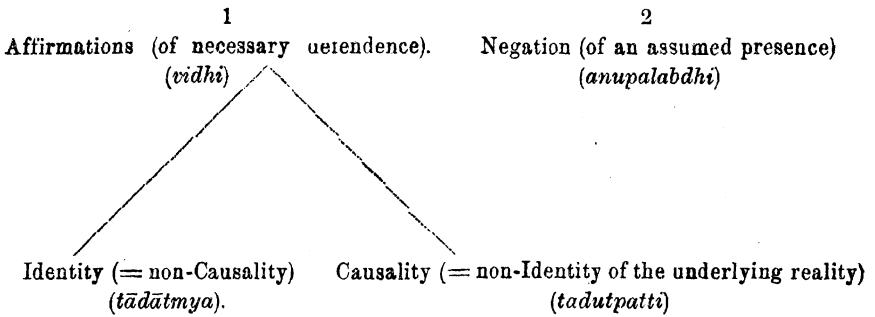 1 2
Affirmations (of necessary uerendence). Negation (of an assumed presence)
(vidhi) (anupalabdhi)
Identity (= non-Causality) Causality (= non-Identity of the underlying reality)
(tādātmya). (tadutpatti)